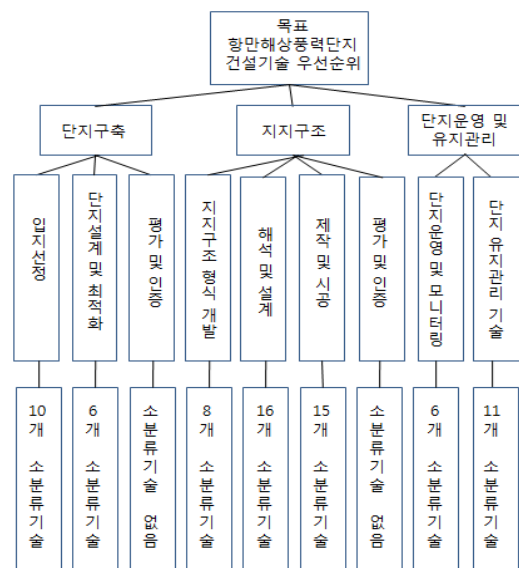 목표
항만해상풍력단지
건설기술 우선순위
단지구축
지지구조
단지운영 및
유지관리
입지선정
단지설계 및 최적화
평가 및 인증
지지구조 형식 개발
해석 및 설계
제작 및 시공
평가 및 인증
단지운영 및 모니터링
단지 유지관리 기술
10개 소분류기술
6개 소분류기술
소분류기술 없음
8개 소분류기술
16개 소분류기술
15개 소분류기술
소분류기술 없음
6개 소분류기술
11개 소분류기술